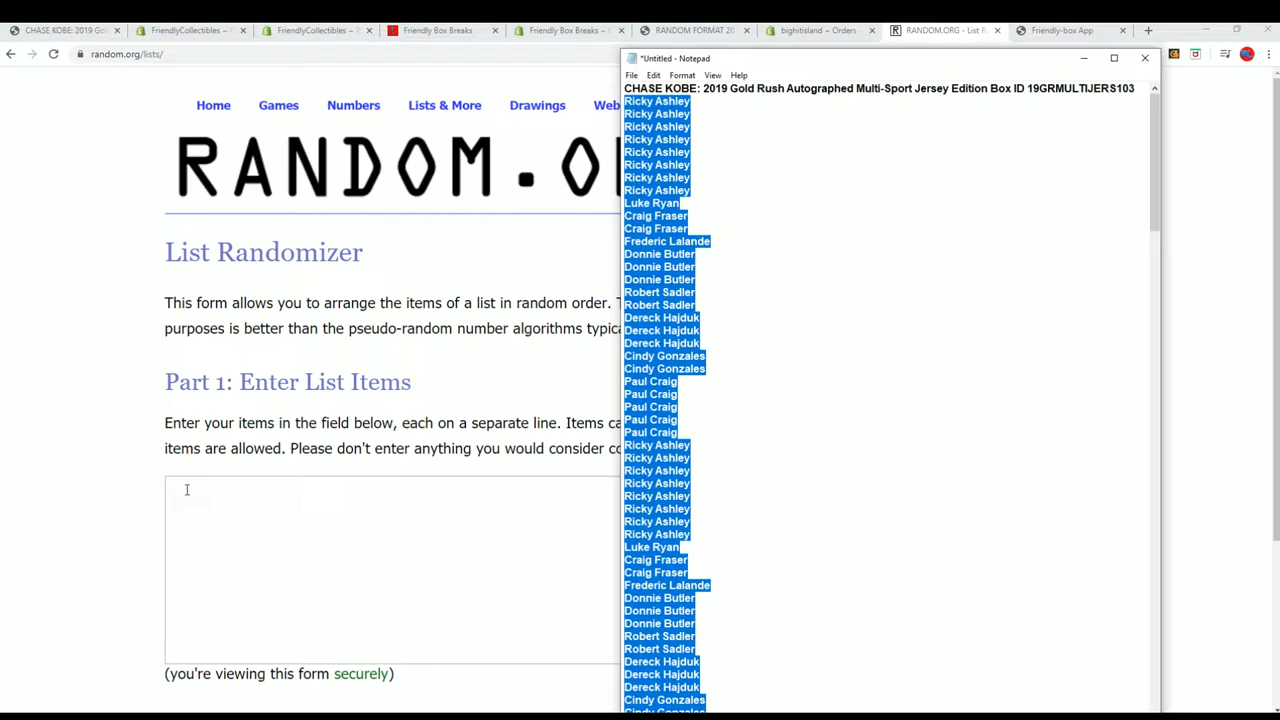 CHASE KOBE: 2019 Gol
FriendlyCollectibles ~
FriendlyCollectibles ~
Friendly Box Breaks
Friendly Box Breaks ~
RANDOM FORMAT 20
bighitisland ~ Orders ~
RANDOM.ORG - List R
Friendly-box App
random.org/lists/
*Untitled - Notepad
File Edit Format View Help
Home Games Numbers Lists & More Drawings Web
RANDOM.O
List Randomizer
This form allows you to arrange the items of a list in random order. T
purposes is better than the pseudo-random number algorithms typica
Part 1: Enter List Items
Enter your items in the field below, each on a separate line. Items ca
items are allowed. Please don't enter anything you would consider co
(you're viewing this form securely)
CHASE KOBE: 2019 Gold Rush Autographed Multi-Sport Jersey Edition Box ID 19GRMULTIJERS103
Ricky Ashley
Ricky Ashley
Ricky Ashley
Ricky Ashley
Ricky Ashley
Ricky Ashley
Ricky Ashley
Ricky Ashley
Luke Ryan
Craig Fraser
Craig Fraser
Frederic Lalande
Donnie Butler
Donnie Butler
Donnie Butler
Robert Sadler
Robert Sadler
Dereck Hajduk
Dereck Hajduk
Dereck Hajduk
Cindy Gonzales
Cindy Gonzales
Paul Craig
Paul Craig
Paul Craig
Paul Craig
Paul Craig
Ricky Ashley
Ricky Ashley
Ricky Ashley
Ricky Ashley
Ricky Ashley
Ricky Ashley
Ricky Ashley
Ricky Ashley
Luke Ryan
Craig Fraser
Craig Fraser
Frederic Lalande
Donnie Butler
Donnie Butler
Donnie Butler
Robert Sadler
Robert Sadler
Dereck Hajduk
Dereck Hajduk
Dereck Hajduk
Cindy Gonzales
Cindy Gonzales